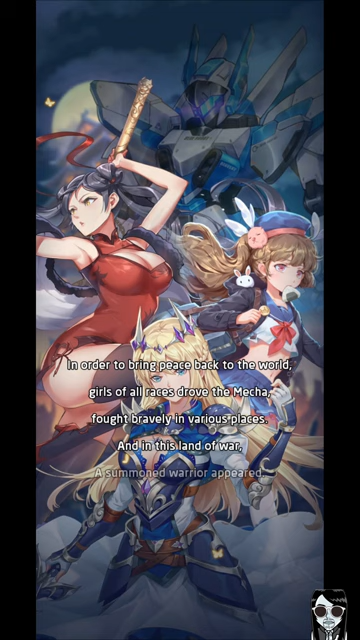 In order to bring peace back to the world,
girls of all races drove the Mecha,
fought bravely in various places.
And in this land of war,
A summoned warrior appeared.